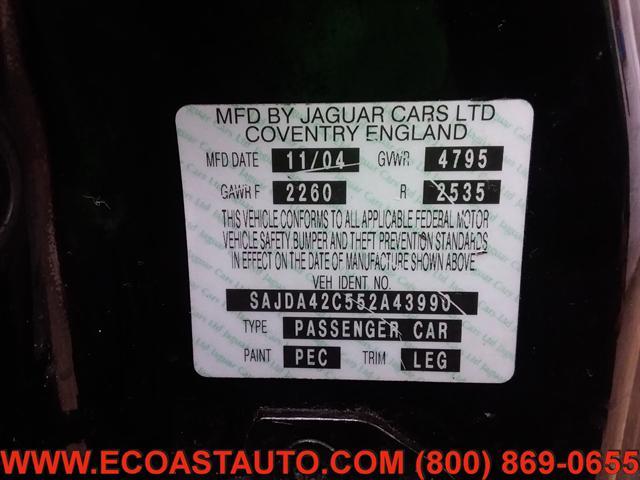 MFD BY JAGUAR CARS LTD
COVENTRY ENGLAND
MFD DATE 11/04 GVWR 4795
GAWR F 2260 R 2535
THIS VEHICLE CONFORMS TO ALL APPLICABLE FEDERAL MOTOR
VEHICLE SAFETY BUMPER AND THEFT PREVENTION STANDARDS
IN EFFECT ON THE DATE OF MANUFACTURE SHOWN ABOVE
VEH IDENT NO.
SAJDA42C552A43990
TYPE PASSENGER CAR
PAINT PEC TRIM LEG
WWW.ECOASTAUTO.COM (800) 869-0655